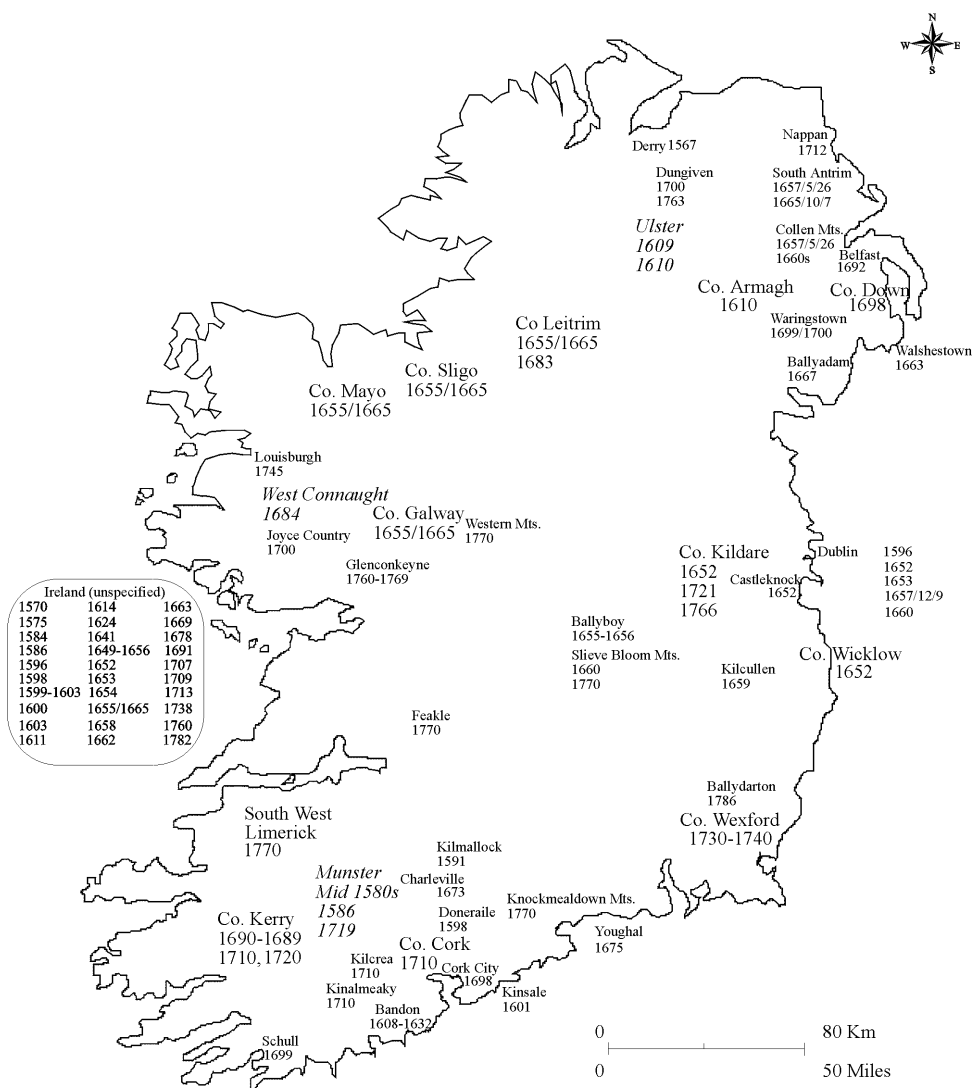 N
W E
S
Derry 1567
Nappan
1712
Dungiven
1700
1763
South Antrim
1657/5/26
1665/10/7
Ulster
1609
1610
Collen Mts.
1657/5/26
1660s
Belfast
1692
Co. Armagh
1610
Co. Down
1698
Waringstown
1699/1700
Co Leitrim
1655/1665
1683
Walshestown
1663
Ballyadam
1667
Co. Sligo
1655/1665
Co. Mayo
1655/1665
Louisburgh
1745
West Connaught
1684
Co. Galway
1655/1665
Western Mts.
1770
Joyce Country
1700
Glenconkeyne
1760-1769
Co. Kildare
1652
1721
1766
Castleknock
1652
Dublin 1596
1652
1653
1657/12/9
1660
Ireland (unspecified)
1570 1614 1663
1575 1624 1669
1584 1641 1678
1586 1649-1656 1691
1596 1652 1707
1598 1653 1709
1599-1603 1654 1713
1600 1655/1665 1738
1603 1658 1760
1611 1662 1782
Ballyboy
1655-1656
Slieve Bloom Mts.
1660
1770
Kilcullen
1659
Co. Wicklow
1652
Feakle
1770
Ballydarton
1786
Co. Wexford
1730-1740
South West
Limerick
1770
Kilmallock
1591
Munster
Mid 1580s
1586
1719
Charleville
1673
Knockmealdown Mts.
1770
Doneraile
1598
Co. Kerry
1690-1689
1710, 1720
Youghal
1675
Co. Cork
1710
Kilcrea
1710
Cork City
1698
Kinalmeaky
1710
Kinsale
1601
Bandon
1608-1632
Schull
1699
0 80 Km
0 50 Miles